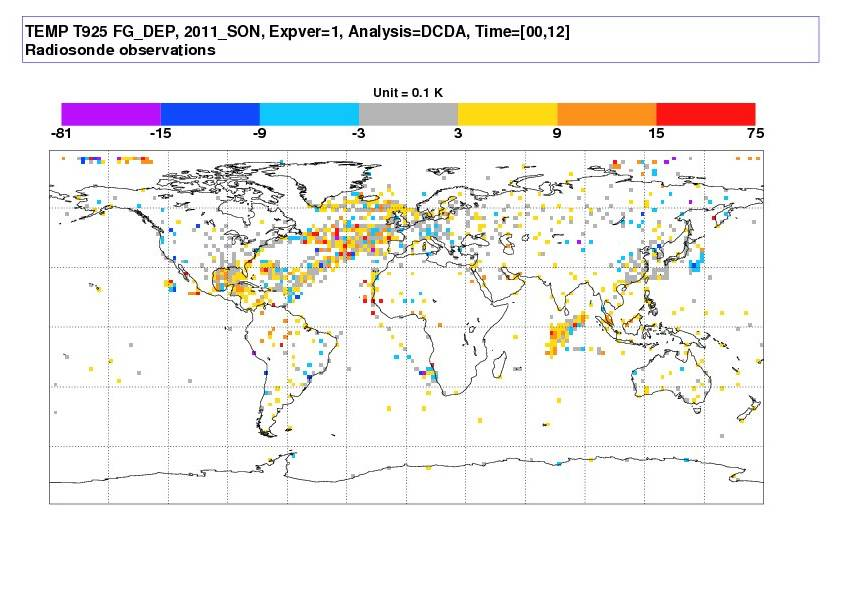 TEMP T925 FG_DEP, 2011_SON, Expver=1, Analysis=DCDA, Time=[00,12]
Radiosonde observations
Unit = 0.1 K
-81 -15 -9 -3 3 9 15 75